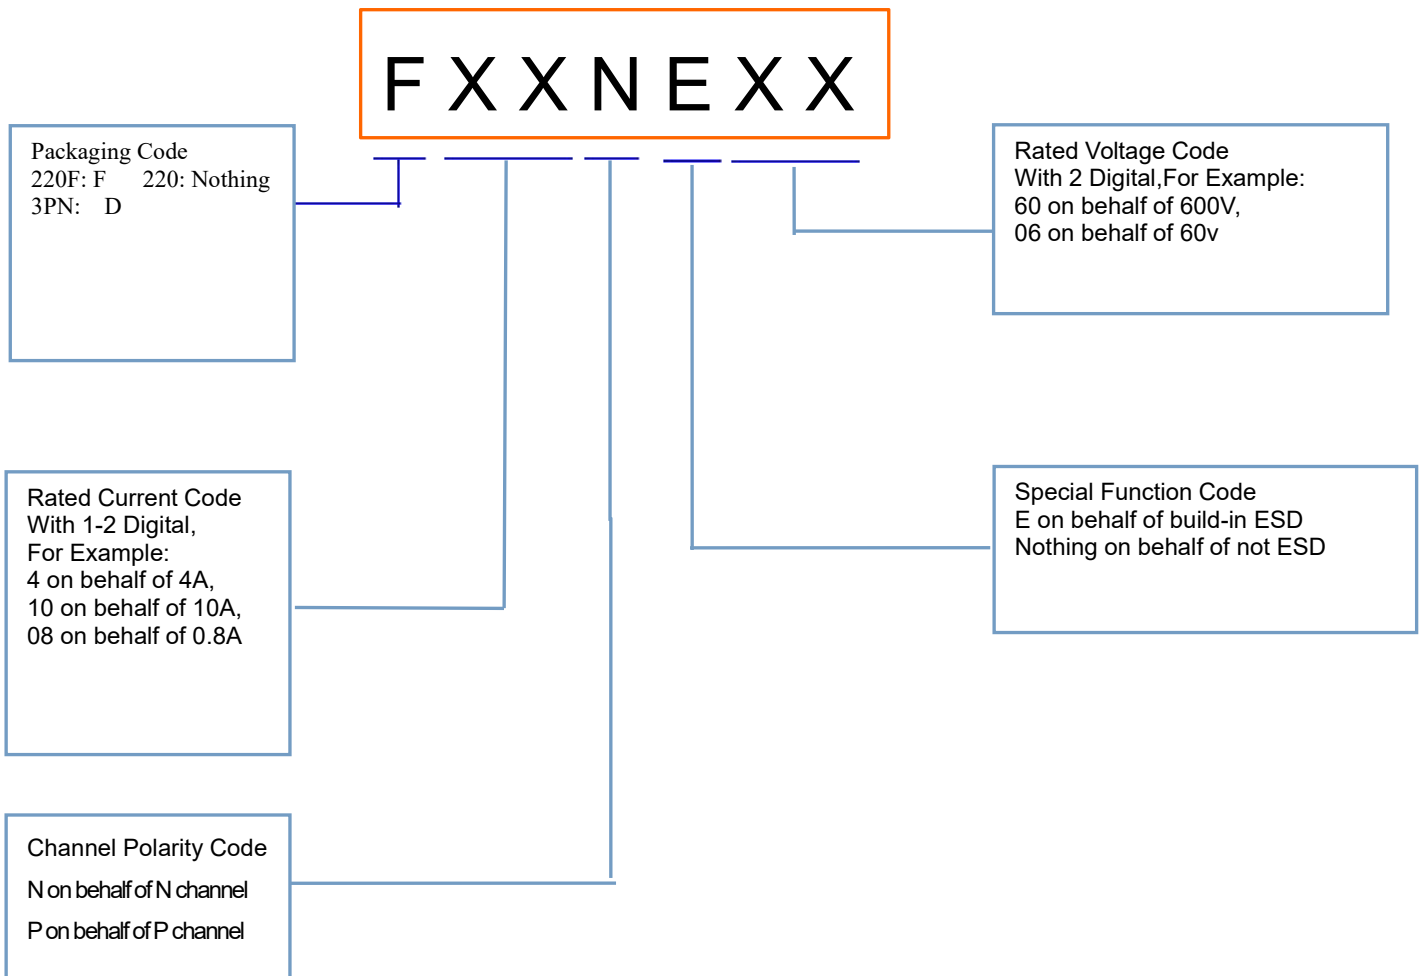 F X X N E X X
Packaging Code
220F: F 220: Nothing
3PN: D
Rated Voltage Code
With 2 Digital,For Example:
60 on behalf of 600V,
06 on behalf of 60v
Rated Current Code
With 1-2 Digital,
For Example:
4 on behalf of 4A,
10 on behalf of 10A,
08 on behalf of 0.8A
Special Function Code
E on behalf of build-in ESD
Nothing on behalf of not ESD
Channel Polarity Code
N on behalf of N channel
P on behalf of P channel